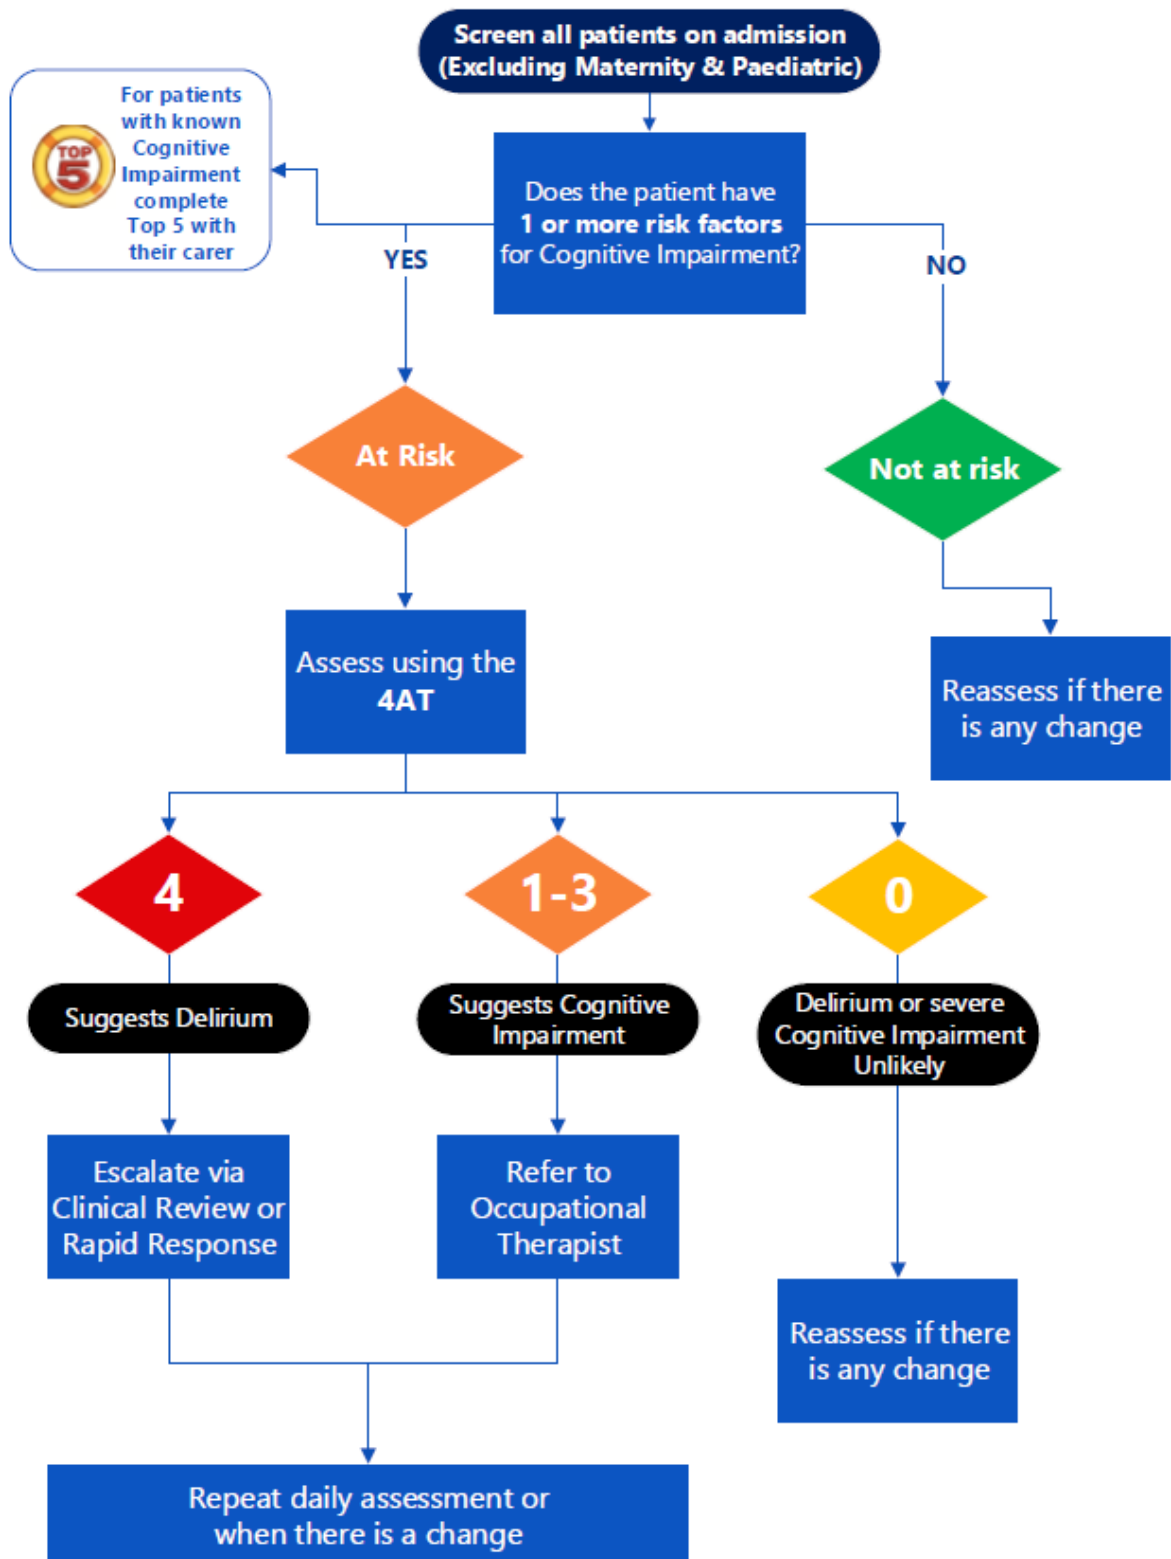 Screen all patients on admission
(Excluding Maternity & Paediatric)
For patients
with known
Cognitive
Impairment
complete
Top 5 with
their carer
TOP
5
Does the patient have
1 or more risk factors
for Cognitive Impairment?
YES
NO
At Risk
Not at risk
Assess using the
4AT
Reassess if there
is any change
4
1-3
0
Suggests Delirium
Suggests Cognitive
Impairment
Delirium or severe
Cognitive Impairment
Unlikely
Escalate via
Clinical Review or
Rapid Response
Refer to
Occupational
Therapist
Reassess if there
is any change
Repeat daily assessment or
when there is a change